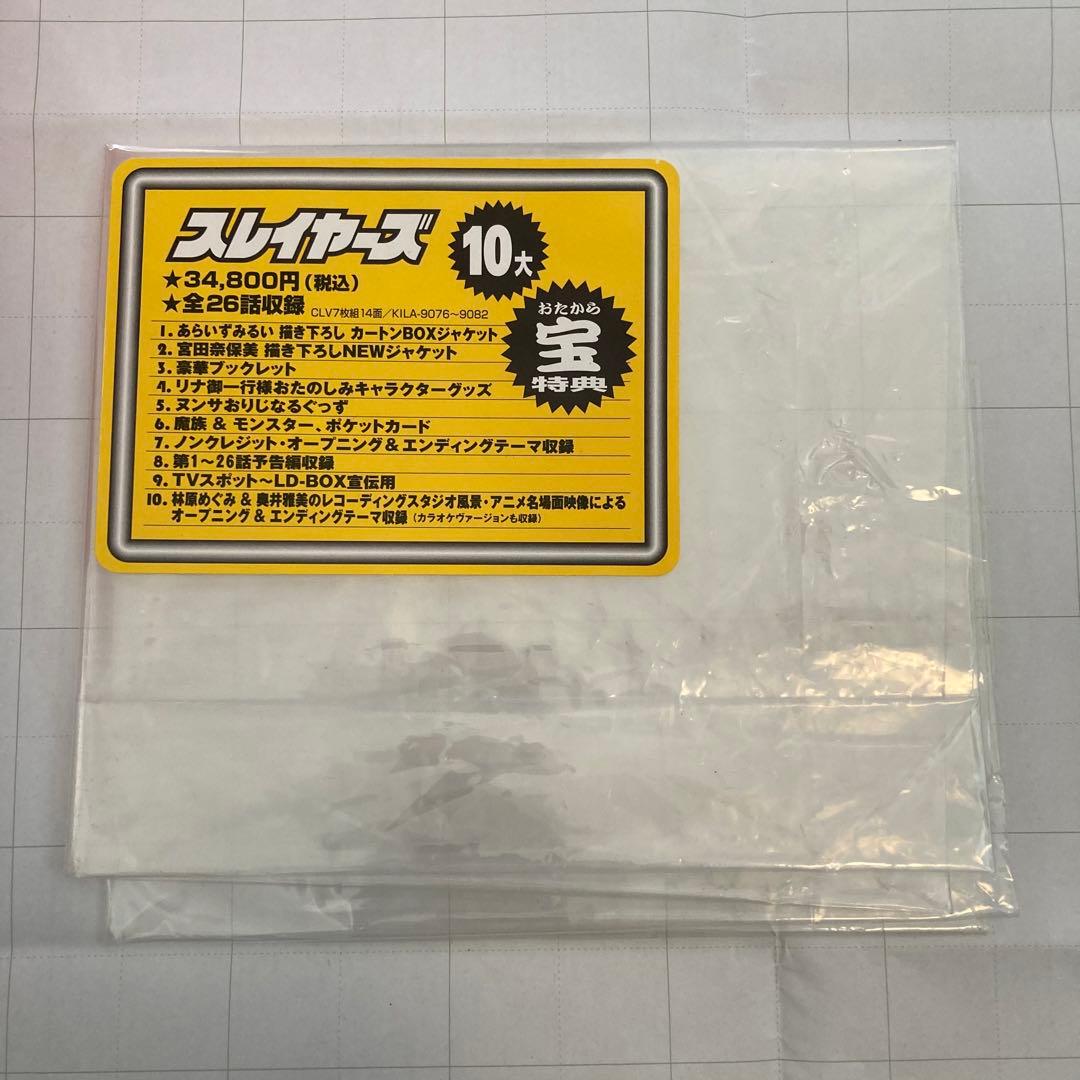 スレイヤーズ
10大
おたから
宝
特典
★34,800円(税込)
★全26話収録 CLV7枚組14面/KILA-9076~9082
1. あらいずみるい 描き下ろし カートンBOXジャケット
2. 宮田奈保美 描き下ろしNEWジャケット
3. 豪華ブックレット
4. リナ御一行様おたのしみキャラクターグッズ
5. ヌンサおりじなるぐっず
6. 魔族 & モンスター、ポケットカード
7. ノンクレジット・オープニング&エンディングテーマ収録
8. 第1~26話予告編収録
9. TVスポット~LD-BOX宣伝用
10. 林原めぐみ & 奥井雅美のレコーディングスタジオ風景・アニメ名場面映像による
オープニング & エンディングテーマ収録(カラオケヴァージョンも収録)